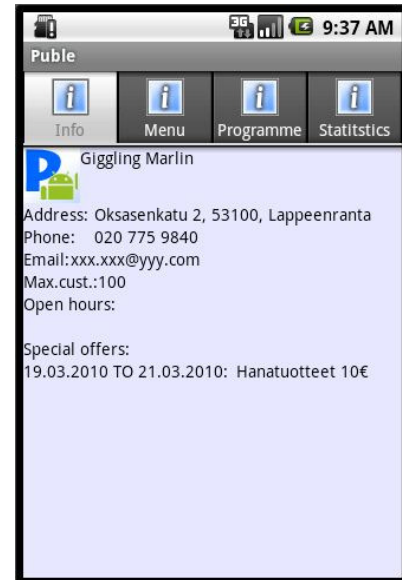 3G 9:37 AM
Puble
Info Menu Programme Statitstics
Giggling Marlin
Address: Oksasenkatu 2, 53100, Lappeenranta
Phone: 020 775 9840
Email:xxx.xxx@yyy.com
Max.cust.:100
Open hours:
Special offers:
19.03.2010 TO 21.03.2010: Hanatuotteet 10€